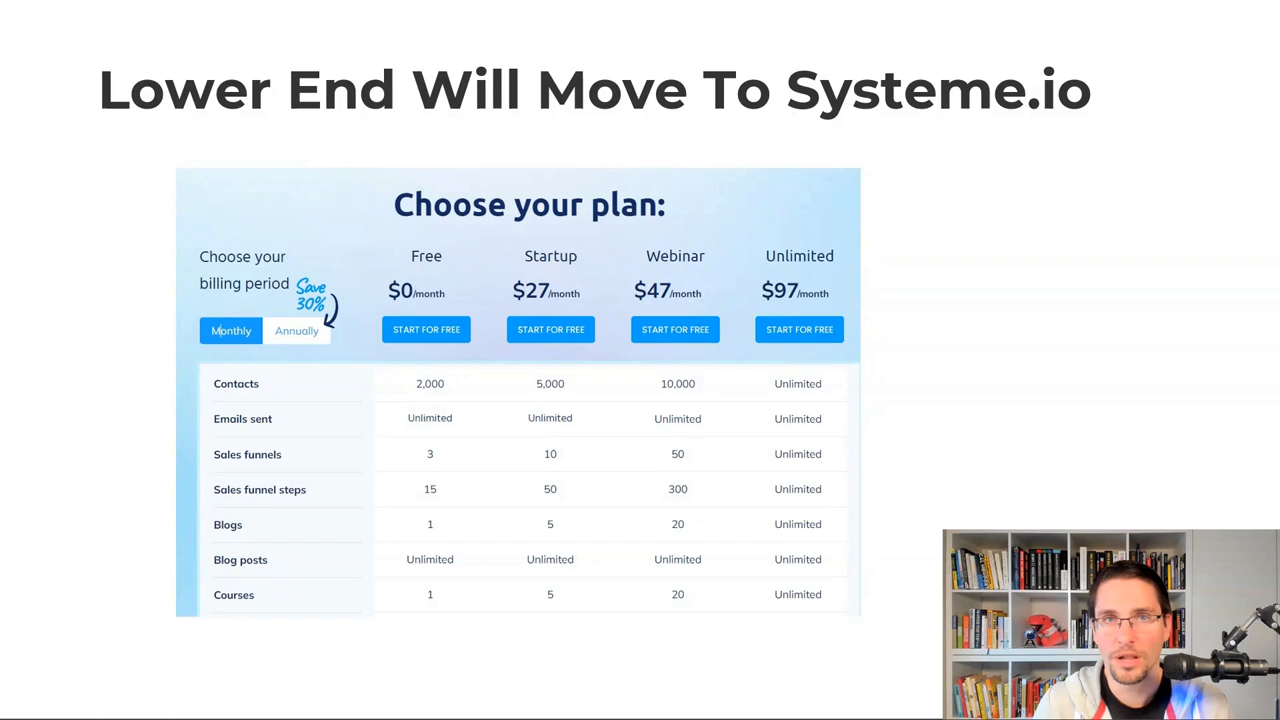 Lower End Will Move To Systeme.io
Choose your plan:
Choose your
billing period
Save
30%
Monthly
Annually
Free
Startup
Webinar
Unlimited
$0/month
$27/month
$47/month
$97/month
START FOR FREE
START FOR FREE
START FOR FREE
START FOR FREE
Contacts 2,000 5,000 10,000 Unlimited
Emails sent Unlimited Unlimited Unlimited Unlimited
Sales funnels 3 10 50 Unlimited
Sales funnel steps 15 50 300 Unlimited
Blogs 1 5 20 Unlimited
Blog posts Unlimited Unlimited Unlimited Unlimited
Courses 1 5 20 Unlimited